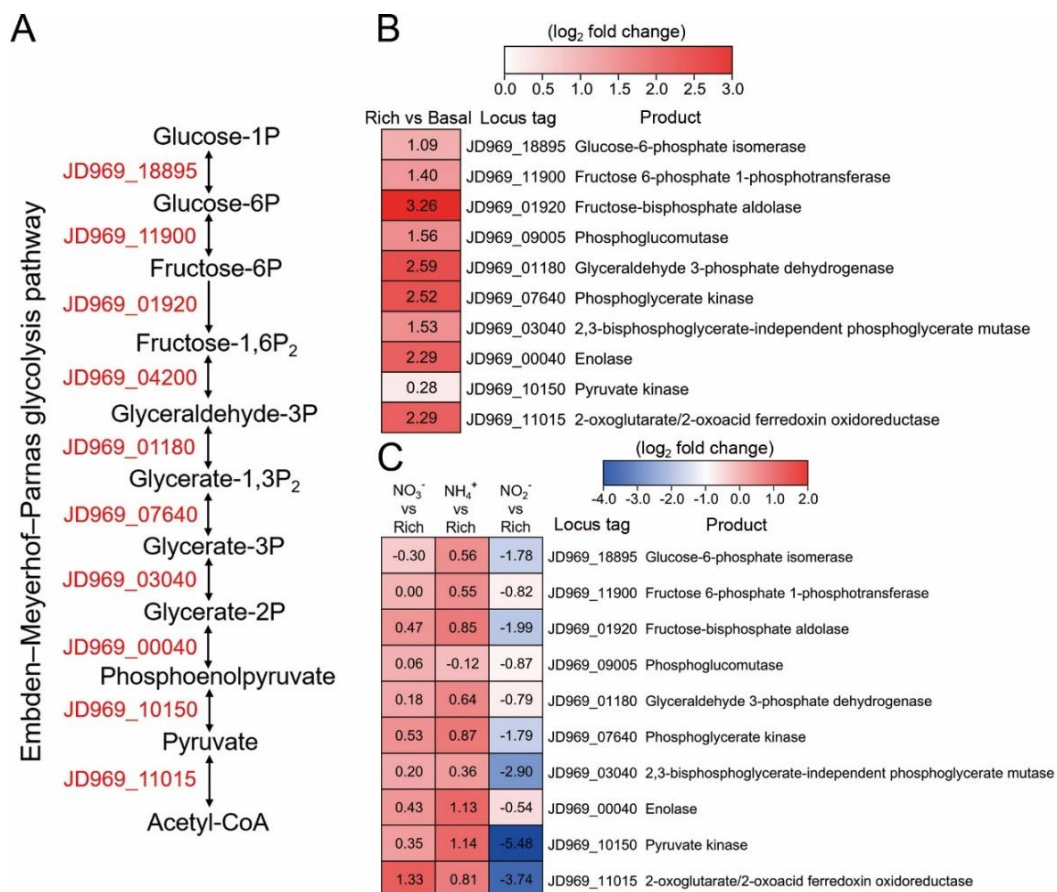 A
Embden–Meyerhof–Parnas glycolysis pathway
Glucose-1P
JD969_18895
Glucose-6P
JD969_11900
Fructose-6P
JD969_01920
Fructose-1,6P₂
JD969_04200
Glyceraldehyde-3P
JD969_01180
Glycerate-1,3P₂
JD969_07640
Glycerate-3P
JD969_03040
Glycerate-2P
JD969_00040
Phosphoenolpyruvate
JD969_10150
Pyruvate
JD969_11015
Acetyl-CoA
B
(log₂ fold change)
0.0 0.5 1.0 1.5 2.0 2.5 3.0
Rich vs Basal Locus tag Product
1.09 JD969_18895 Glucose-6-phosphate isomerase
1.40 JD969_11900 Fructose 6-phosphate 1-phosphotransferase
3.26 JD969_01920 Fructose-bisphosphate aldolase
1.56 JD969_09005 Phosphoglucomutase
2.59 JD969_01180 Glyceraldehyde 3-phosphate dehydrogenase
2.52 JD969_07640 Phosphoglycerate kinase
1.53 JD969_03040 2,3-bisphosphoglycerate-independent phosphoglycerate mutase
2.29 JD969_00040 Enolase
0.28 JD969_10150 Pyruvate kinase
2.29 JD969_11015 2-oxoglutarate/2-oxoacid ferredoxin oxidoreductase
C
(log₂ fold change)
-4.0 -3.0 -2.0 -1.0 0.0 1.0 2.0
NO₃⁻ NH₄⁺ NO₂⁻
vs vs vs
Rich Rich Rich Locus tag Product
-0.30 0.56 -1.78 JD969_18895 Glucose-6-phosphate isomerase
0.00 0.55 -0.82 JD969_11900 Fructose 6-phosphate 1-phosphotransferase
0.47 0.85 -1.99 JD969_01920 Fructose-bisphosphate aldolase
0.06 -0.12 -0.87 JD969_09005 Phosphoglucomutase
0.18 0.64 -0.79 JD969_01180 Glyceraldehyde 3-phosphate dehydrogenase
0.53 0.87 -1.79 JD969_07640 Phosphoglycerate kinase
0.20 0.36 -2.90 JD969_03040 2,3-bisphosphoglycerate-independent phosphoglycerate mutase
0.43 1.13 -0.54 JD969_00040 Enolase
0.35 1.14 -5.48 JD969_10150 Pyruvate kinase
1.33 0.81 -3.74 JD969_11015 2-oxoglutarate/2-oxoacid ferredoxin oxidoreductase